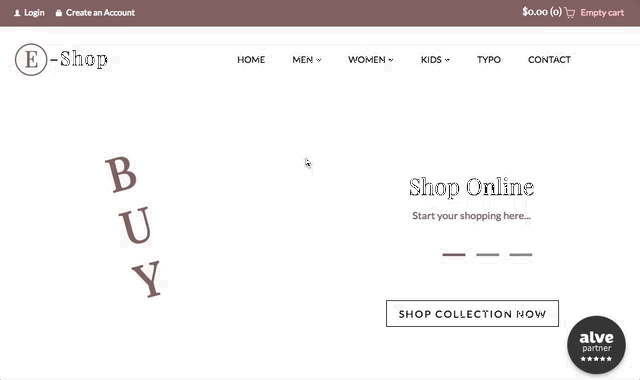 Login Create an Account $0.00 (0) Empty cart
E-Shop HOME MEN WOMEN KIDS TYPO CONTACT
B
U
Y
Shop Online
Start your shopping here...
SHOP COLLECTION NOW
alve
partner